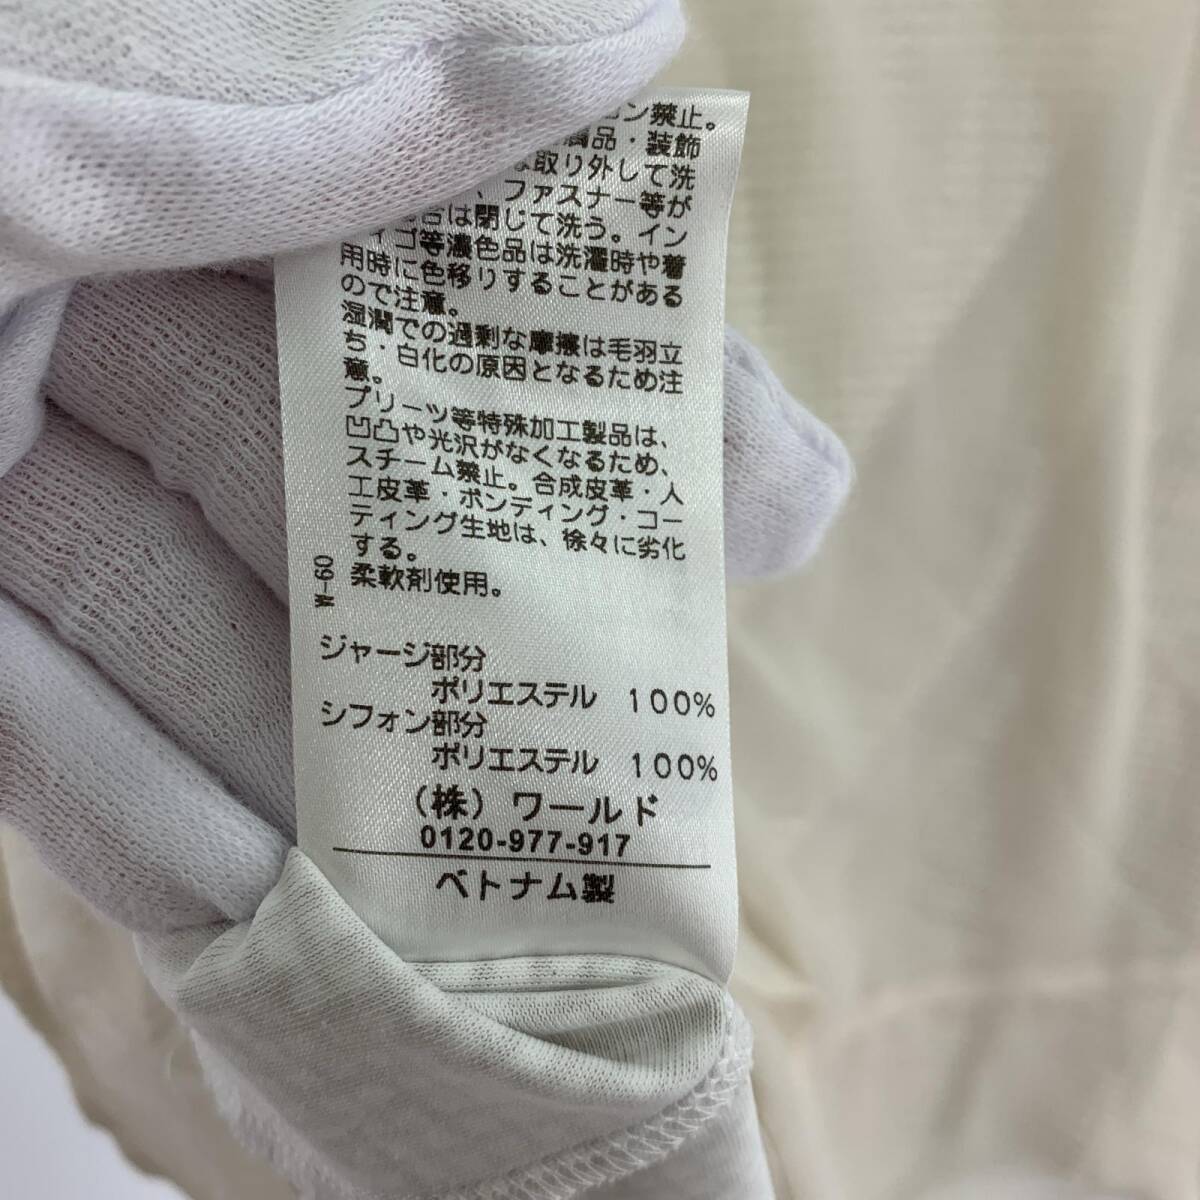 ン禁止。
属品・装飾
取り外して洗
、ファスナー等が
合は閉じて洗う。イン
ィゴ等濃色品は洗濯時や着
用時に色移りすることがある
ので注意。
湿潤での過剰な摩擦は毛羽立
ち・白化の原因となるため注
意。
プリーツ等特殊加工製品は、
凹凸や光沢がなくなるため、
スチーム禁止。合成皮革・人
工皮革・ボンディング・コー
ティング生地は、徐々に劣化
する。
柔軟剤使用。
W-60
ジャージ部分
ポリエステル 100%
シフォン部分
ポリエステル 100%
(株) ワールド
0120-977-917
ベトナム製